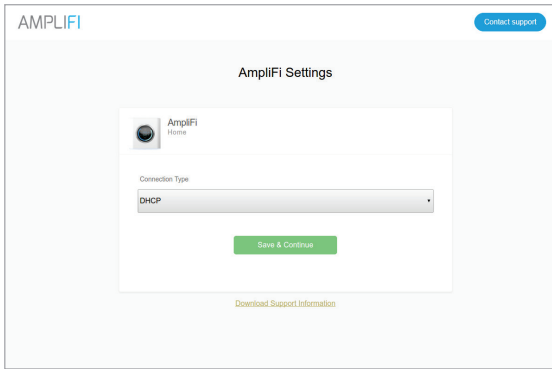 AMPLIFI
Contact support
AmpliFi Settings
AmpliFi
Home
Connection Type
DHCP
Save & Continue
Download Support Information